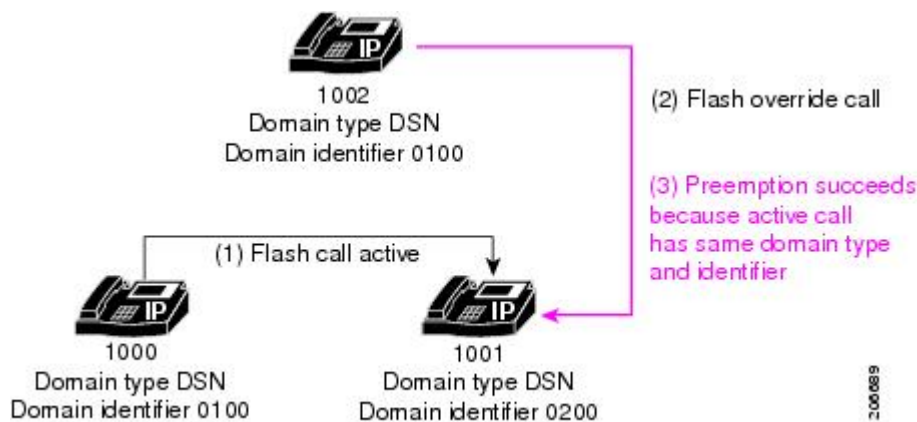 IP
1002
Domain type DSN
Domain identifier 0100
(2) Flash override call
(3) Preemption succeeds
because active call
has same domain type
and identifier
(1) Flash call active
IP
1000
Domain type DSN
Domain identifier 0100
IP
1001
Domain type DSN
Domain identifier 0200
206689